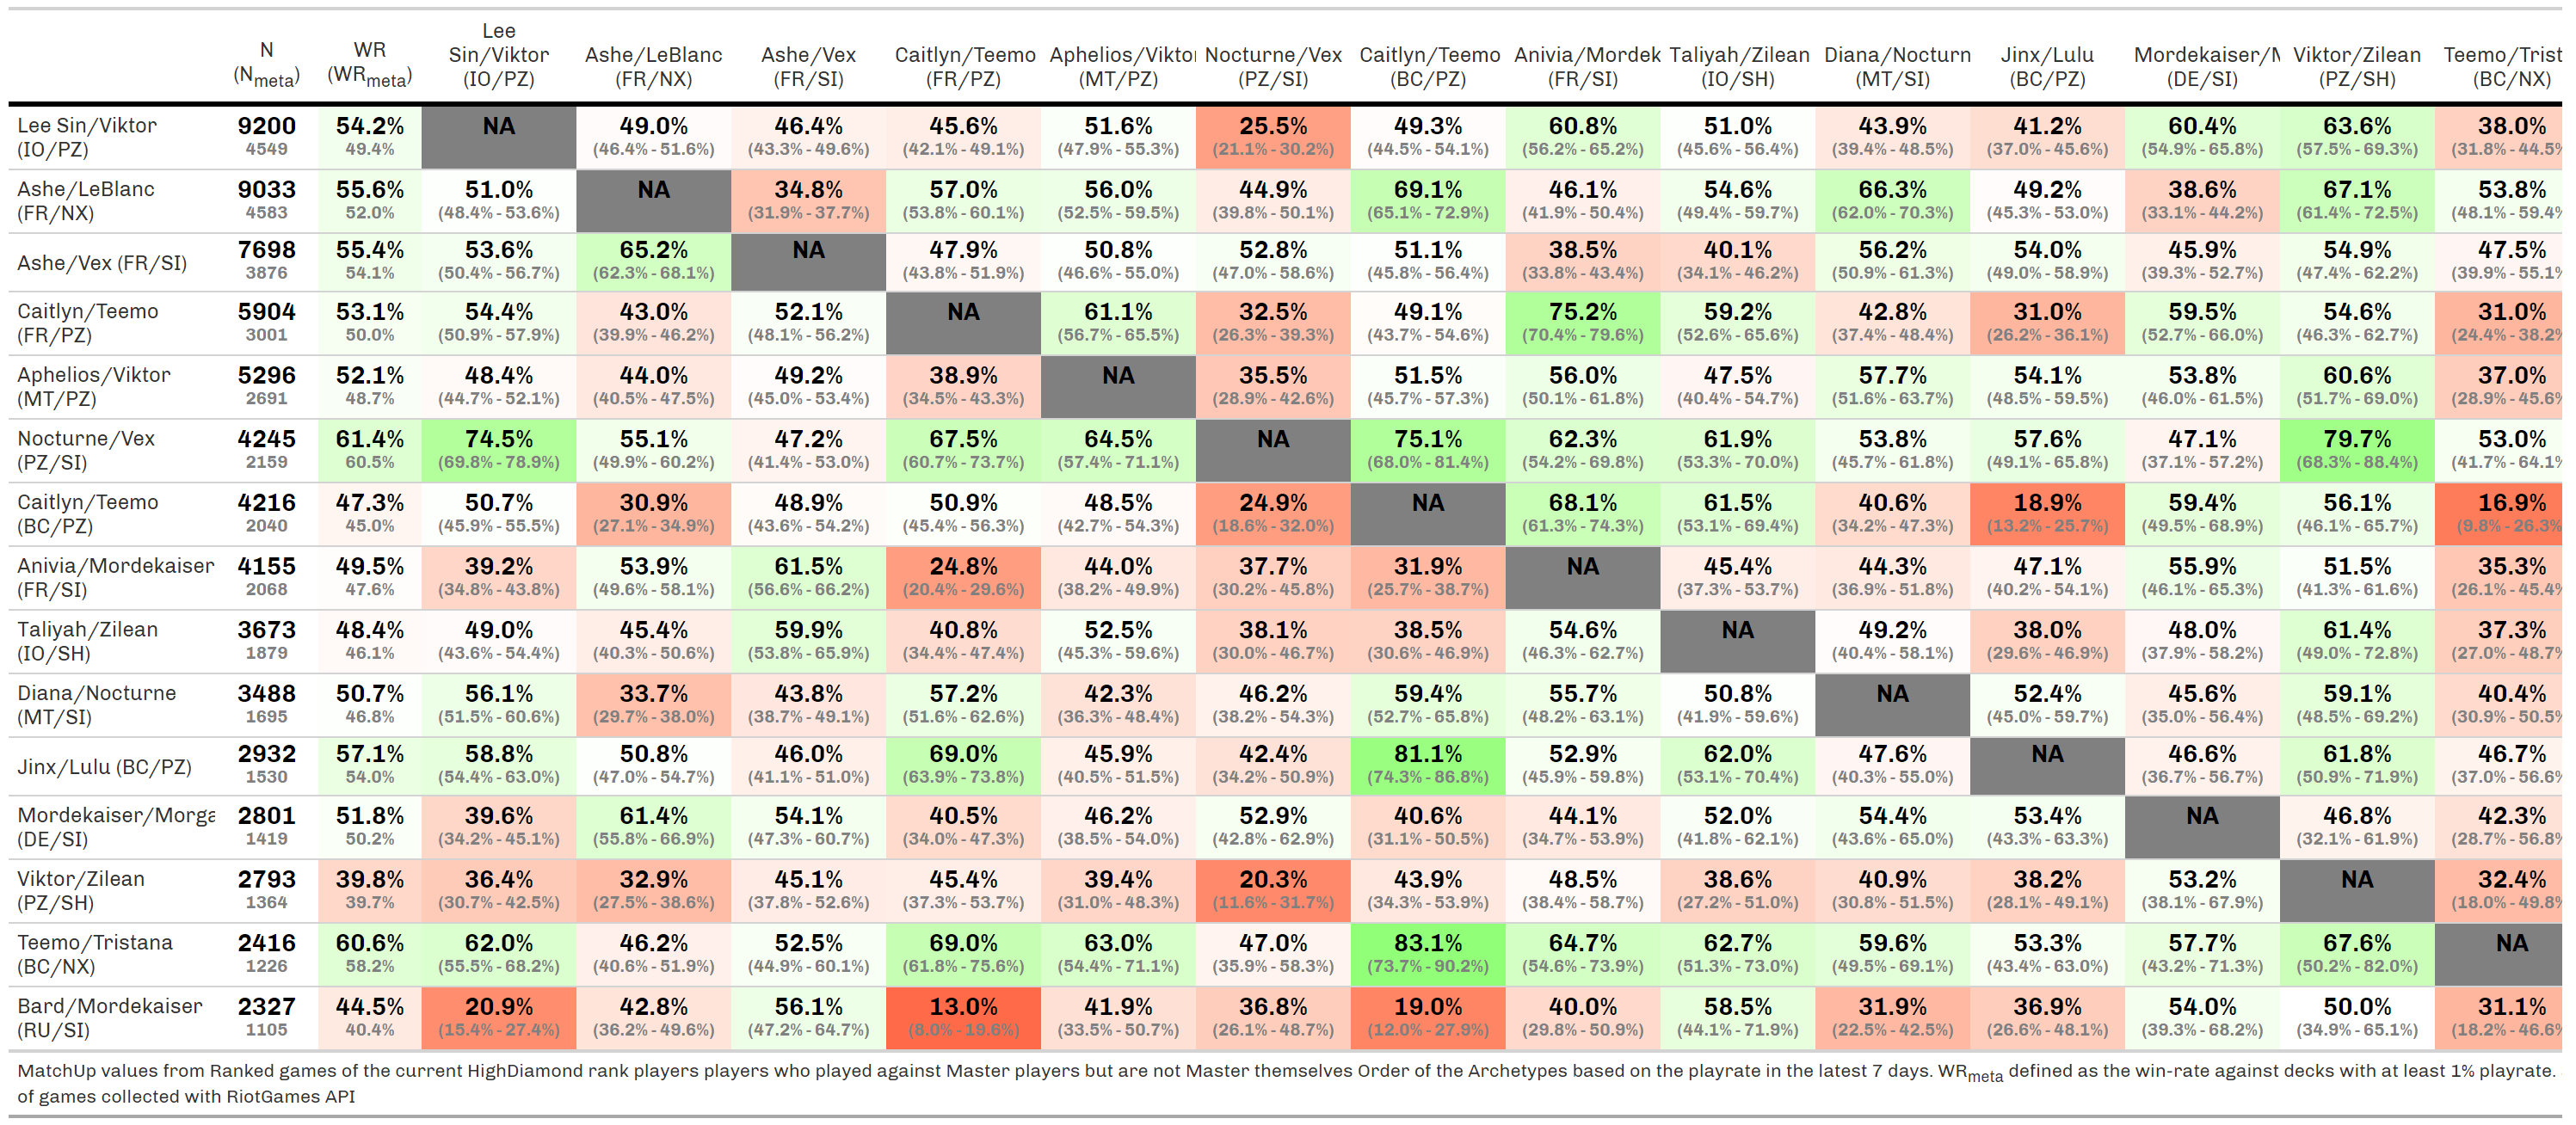 N (Nmeta) WR (WRmeta) Lee Sin/Viktor (IO/PZ) Ashe/LeBlanc (FR/NX) Ashe/Vex (FR/SI) Caitlyn/Teemo (FR/PZ) Aphelios/Viktor (MT/PZ) Nocturne/Vex (PZ/SI) Caitlyn/Teemo (BC/PZ) Anivia/Mordek (FR/SI) Taliyah/Zilean (IO/SH) Diana/Nocturn (MT/SI) Jinx/Lulu (BC/PZ) Mordekaiser/M (DE/SI) Viktor/Zilean (PZ/SH) Teemo/Trist (BC/NX)
Lee Sin/Viktor 9200 54.2% NA 49.0% 46.4% 45.6% 51.6% 25.5% 49.3% 60.8% 51.0% 43.9% 41.2% 60.4% 63.6% 38.0%
(IO/PZ) 4549 49.4% (46.4% - 51.6%) (43.3% - 49.6%) (42.1% - 49.1%) (47.9% - 55.3%) (21.1% - 30.2%) (44.5% - 54.1%) (56.2% - 65.2%) (45.6% - 56.4%) (39.4% - 48.5%) (37.0% - 45.6%) (54.9% - 65.8%) (57.5% - 69.3%) (31.8% - 44.5%
Ashe/LeBlanc 9033 55.6% 51.0% NA 34.8% 57.0% 56.0% 44.9% 69.1% 46.1% 54.6% 66.3% 49.2% 38.6% 67.1% 53.8%
(FR/NX) 4583 52.0% (48.4% - 53.6%) (31.9% - 37.7%) (53.8% - 60.1%) (52.5% - 59.5%) (39.8% - 50.1%) (65.1% - 72.9%) (41.9% - 50.4%) (49.4% - 59.7%) (62.0% - 70.3%) (45.3% - 53.0%) (33.1% - 44.2%) (61.4% - 72.5%) (48.1% - 59.4%
Ashe/Vex (FR/SI) 7698 55.4% 53.6% 65.2% NA 47.9% 50.8% 52.8% 51.1% 38.5% 40.1% 56.2% 54.0% 45.9% 54.9% 47.5%
3876 54.1% (50.4% - 56.7%) (62.3% - 68.1%) (43.8% - 51.9%) (46.6% - 55.0%) (47.0% - 58.6%) (45.8% - 56.4%) (33.8% - 43.4%) (34.1% - 46.2%) (50.9% - 61.3%) (49.0% - 58.9%) (39.3% - 52.7%) (47.4% - 62.2%) (39.9% - 55.1%
Caitlyn/Teemo 5904 53.1% 54.4% 43.0% 52.1% NA 61.1% 32.5% 49.1% 75.2% 59.2% 42.8% 31.0% 59.5% 54.6% 31.0%
(FR/PZ) 3001 50.0% (50.9% - 57.9%) (39.9% - 46.2%) (48.1% - 56.2%) (56.7% - 65.5%) (26.3% - 39.3%) (43.7% - 54.6%) (70.4% - 79.6%) (52.6% - 65.6%) (37.4% - 48.4%) (26.2% - 36.1%) (52.7% - 66.0%) (46.3% - 62.7%) (24.4% - 38.2%
Aphelios/Viktor 5296 52.1% 48.4% 44.0% 49.2% 38.9% NA 35.5% 51.5% 56.0% 47.5% 57.7% 54.1% 53.8% 60.6% 37.0%
(MT/PZ) 2691 48.7% (44.7% - 52.1%) (40.5% - 47.5%) (45.0% - 53.4%) (34.5% - 43.3%) (28.9% - 42.6%) (45.7% - 57.3%) (50.1% - 61.8%) (40.4% - 54.7%) (51.6% - 63.7%) (48.5% - 59.5%) (46.0% - 61.5%) (51.7% - 69.0%) (28.9% - 45.6%
Nocturne/Vex 4245 61.4% 74.5% 55.1% 47.2% 67.5% 64.5% NA 75.1% 62.3% 61.9% 53.8% 57.6% 47.1% 79.7% 53.0%
(PZ/SI) 2159 60.5% (69.8% - 78.9%) (49.9% - 60.2%) (41.4% - 53.0%) (60.7% - 73.7%) (57.4% - 71.1%) (68.0% - 81.4%) (54.2% - 69.8%) (53.3% - 70.0%) (45.7% - 61.8%) (49.1% - 65.8%) (37.1% - 57.2%) (68.3% - 88.4%) (41.7% - 64.1%
Caitlyn/Teemo 4216 47.3% 50.7% 30.9% 48.9% 50.9% 48.5% 24.9% NA 68.1% 61.5% 40.6% 18.9% 59.4% 56.1% 16.9%
(BC/PZ) 2040 45.0% (45.9% - 55.5%) (27.1% - 34.9%) (43.6% - 54.2%) (45.4% - 56.3%) (42.7% - 54.3%) (18.6% - 32.0%) (61.3% - 74.3%) (53.1% - 69.4%) (34.2% - 47.3%) (13.2% - 25.7%) (49.5% - 68.9%) (46.1% - 65.7%) (9.8% - 26.3%
Anivia/Mordekaiser 4155 49.5% 39.2% 53.9% 61.5% 24.8% 44.0% 37.7% 31.9% NA 45.4% 44.3% 47.1% 55.9% 51.5% 35.3%
(FR/SI) 2068 47.6% (34.8% - 43.8%) (49.6% - 58.1%) (56.6% - 66.2%) (20.4% - 29.6%) (38.2% - 49.9%) (30.2% - 45.8%) (25.7% - 38.7%) (37.3% - 53.7%) (36.9% - 51.8%) (40.2% - 54.1%) (46.1% - 65.3%) (41.3% - 61.6%) (26.1% - 45.4%
Taliyah/Zilean 3673 48.4% 49.0% 45.4% 59.9% 40.8% 52.5% 38.1% 38.5% 54.6% NA 49.2% 38.0% 48.0% 61.4% 37.3%
(IO/SH) 1879 46.1% (43.6% - 54.4%) (40.3% - 50.6%) (53.8% - 65.9%) (34.4% - 47.4%) (45.3% - 59.6%) (30.0% - 46.7%) (30.6% - 46.9%) (46.3% - 62.7%) (40.4% - 58.1%) (29.6% - 46.9%) (37.9% - 58.2%) (49.0% - 72.8%) (27.0% - 48.7%
Diana/Nocturne 3488 50.7% 56.1% 33.7% 43.8% 57.2% 42.3% 46.2% 59.4% 55.7% 50.8% NA 52.4% 45.6% 59.1% 40.4%
(MT/SI) 1695 46.8% (51.5% - 60.6%) (29.7% - 38.0%) (38.7% - 49.1%) (51.6% - 62.6%) (36.3% - 48.4%) (38.2% - 54.3%) (52.7% - 65.8%) (48.2% - 63.1%) (41.9% - 59.6%) (45.0% - 59.7%) (35.0% - 56.4%) (48.5% - 69.2%) (30.9% - 50.5%
Jinx/Lulu (BC/PZ) 2932 57.1% 58.8% 50.8% 46.0% 69.0% 45.9% 42.4% 81.1% 52.9% 62.0% 47.6% NA 46.6% 61.8% 46.7%
1530 54.0% (54.4% - 63.0%) (47.0% - 54.7%) (41.1% - 51.0%) (63.9% - 73.8%) (40.5% - 51.5%) (34.2% - 50.9%) (74.3% - 86.8%) (45.9% - 59.8%) (53.1% - 70.4%) (40.3% - 55.0%) (36.7% - 56.7%) (50.9% - 71.9%) (37.0% - 56.6%
Mordekaiser/Morga 2801 51.8% 39.6% 61.4% 54.1% 40.5% 46.2% 52.9% 40.6% 44.1% 52.0% 54.4% 53.4% NA 46.8% 42.3%
(DE/SI) 1419 50.2% (34.2% - 45.1%) (55.8% - 66.9%) (47.3% - 60.7%) (34.0% - 47.3%) (38.5% - 54.0%) (42.8% - 62.9%) (31.1% - 50.5%) (34.7% - 53.9%) (41.8% - 62.1%) (43.6% - 65.0%) (43.3% - 63.3%) (32.1% - 61.9%) (28.7% - 56.8%
Viktor/Zilean 2793 39.8% 36.4% 32.9% 45.1% 45.4% 39.4% 20.3% 43.9% 48.5% 38.6% 40.9% 38.2% 53.2% NA 32.4%
(PZ/SH) 1364 39.7% (30.7% - 42.5%) (27.5% - 38.6%) (37.8% - 52.6%) (37.3% - 53.7%) (31.0% - 48.3%) (11.6% - 31.7%) (34.3% - 53.9%) (38.4% - 58.7%) (27.2% - 51.0%) (30.8% - 51.5%) (28.1% - 49.1%) (38.1% - 67.9%) (18.0% - 49.8%
Teemo/Tristana 2416 60.6% 62.0% 46.2% 52.5% 69.0% 63.0% 47.0% 83.1% 64.7% 62.7% 59.6% 53.3% 57.7% 67.6% NA
(BC/NX) 1226 58.2% (55.5% - 68.2%) (40.6% - 51.9%) (44.9% - 60.1%) (61.8% - 75.6%) (54.4% - 71.1%) (35.9% - 58.3%) (73.7% - 90.2%) (54.6% - 73.9%) (51.3% - 73.0%) (49.5% - 69.1%) (43.4% - 63.0%) (43.2% - 71.3%) (50.2% - 82.0%)
Bard/Mordekaiser 2327 44.5% 20.9% 42.8% 56.1% 13.0% 41.9% 36.8% 19.0% 40.0% 58.5% 31.9% 36.9% 54.0% 50.0% 31.1%
(RU/SI) 1105 40.4% (15.4% - 27.4%) (36.2% - 49.6%) (47.2% - 64.7%) (8.0% - 19.6%) (33.5% - 50.7%) (26.1% - 48.7%) (12.0% - 27.9%) (29.8% - 50.9%) (44.1% - 71.9%) (22.5% - 42.5%) (26.6% - 48.1%) (39.3% - 68.2%) (34.9% - 65.1%) (18.2% - 46.6%
MatchUp values from Ranked games of the current HighDiamond rank players players who played against Master players but are not Master themselves Order of the Archetypes based on the playrate in the latest 7 days. WRmeta defined as the win-rate against decks with at least 1% playrate.
of games collected with RiotGames API